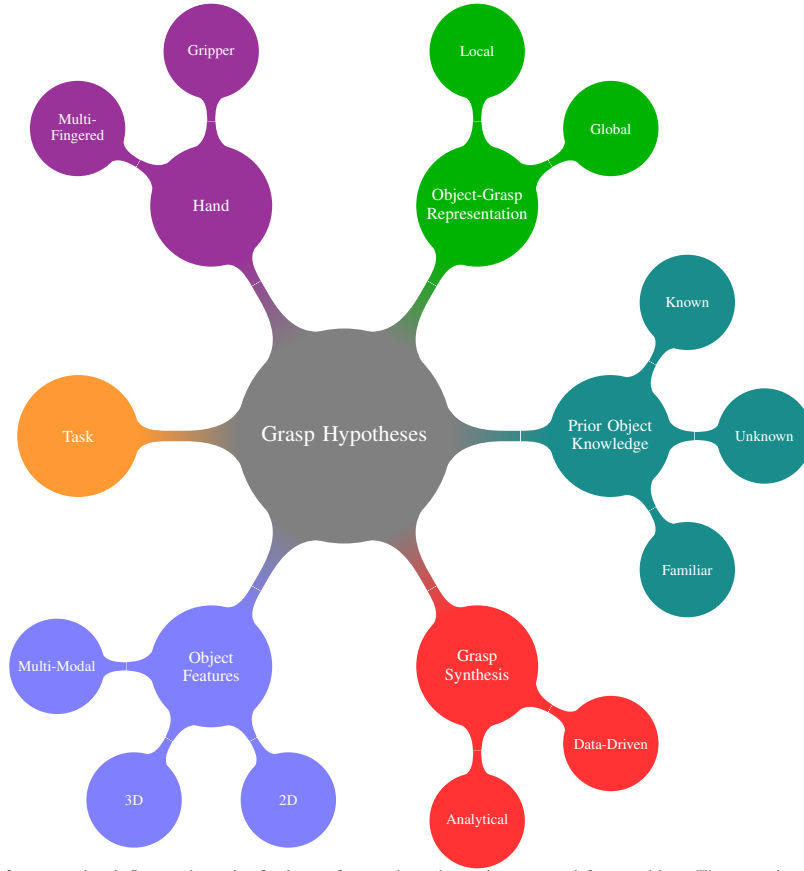 Gripper
Local
Multi-
Fingered
Global
Hand
Object-Grasp
Representation
Known
Task
Grasp Hypotheses
Prior Object
Knowledge
Unknown
Familiar
Multi-Modal
Object
Features
Grasp
Synthesis
Data-Driven
3D
2D
Analytical